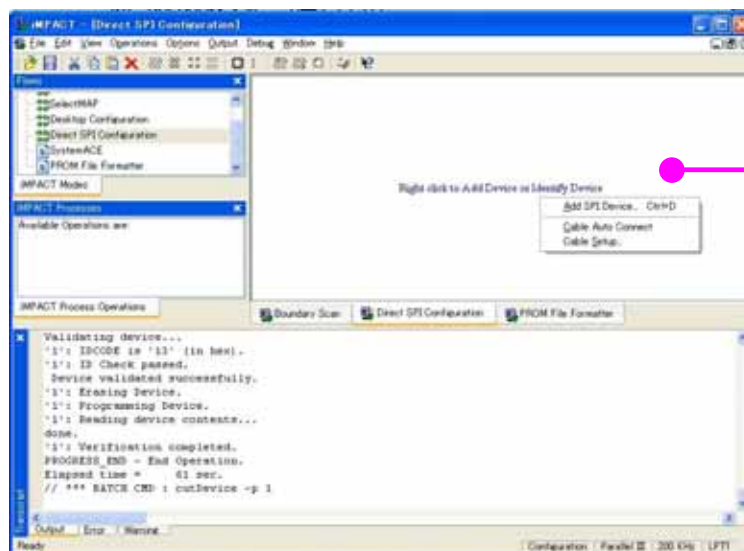 iMPACT - [Direct SPI Configuration]
File Edit View Operations Options Output Debug Window Help
Flows
SelectMAP
Desktop Configuration
Direct SPI Configuration
SystemACE
PROM File Formatter
iMPACT Modes
iMPACT Processes
Available Operations are:
iMPACT Process Operations
Right click to Add Device or Identify Device
Add SPI Device... Ctrl+D
Cable Auto Connect
Cable Setup...
Boundary Scan
Direct SPI Configuration
PROM File Formatter
Validating device...
'1': IDCODE is '13' (in hex).
'1': ID Check passed.
Device validated successfully.
'1': Erasing Device.
'1': Programming Device.
'1': Reading device contents...
done.
'1': Verification completed.
PROGRESS_END - End Operation.
Elapsed time = 61 sec.
// *** BATCH CMD : cutDevice -p 1
Transcript
Output Error Warning
Ready
Configuration Parallel III 200 KHz LPT1